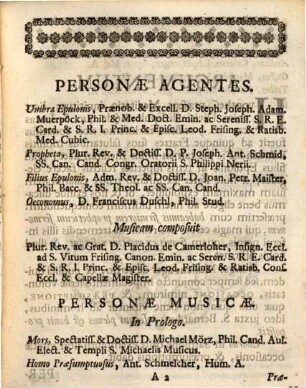 PERSONÆ AGENTES.
Umbra Epulonis, Prænob. & Excell. D. Steph. Joseph. Adam.
Muerpöck, Phil. & Med. Doct. Emin. ac Sereniss. S. R. E.
Card. & S. R. I. Princ. & Episc. Leod. Frising. & Ratisb.
Med. Cubic.
Propheta, Plur. Rev. & Doctiss. D. P. Joseph. Ant. Schmid,
SS. Can. Cand. Congr. Oratorii S. Philippi Nerii.
Filius Epulonis, Adm. Rev. & Doctiss. D. Joan. Petr. Maister,
Phil. Bacc. & SS. Theol. ac SS. Can. Cand.
Oeconomus, D. Franciscus Duschl, Phil. Stud.
Musicam composuit
Plur. Rev. ac Grat. D. Placidus de Camerloher, Insign. Eccl.
ad S. Vitum Frising. Canon. Emin. ac Seren. S. R. E. Card.
& S. R. I. Princ. & Episc. Leod. Frising. & Ratisb. Cons.
Eccl. & Capellæ Magister.
PERSONÆ MUSICÆ.
In Prologo.
Mors, Spectatiss. & Doctiss. D. Michaël Mörz, Phil. Cand. Aul.
Elect. & Templi S. Michaelis Musicus.
Homo Præsumptuosus, Ant. Schmelcher, Hum. A.
A 2 Præ-